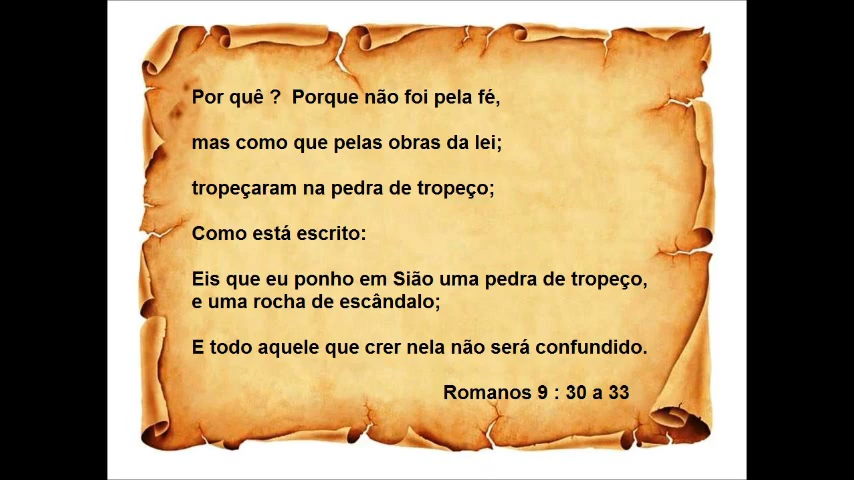 Por quê ? Porque não foi pela fé,
mas como que pelas obras da lei;
tropeçaram na pedra de tropeço;
Como está escrito:
Eis que eu ponho em Sião uma pedra de tropeço,
e uma rocha de escândalo;
E todo aquele que crer nela não será confundido.
Romanos 9 : 30 a 33